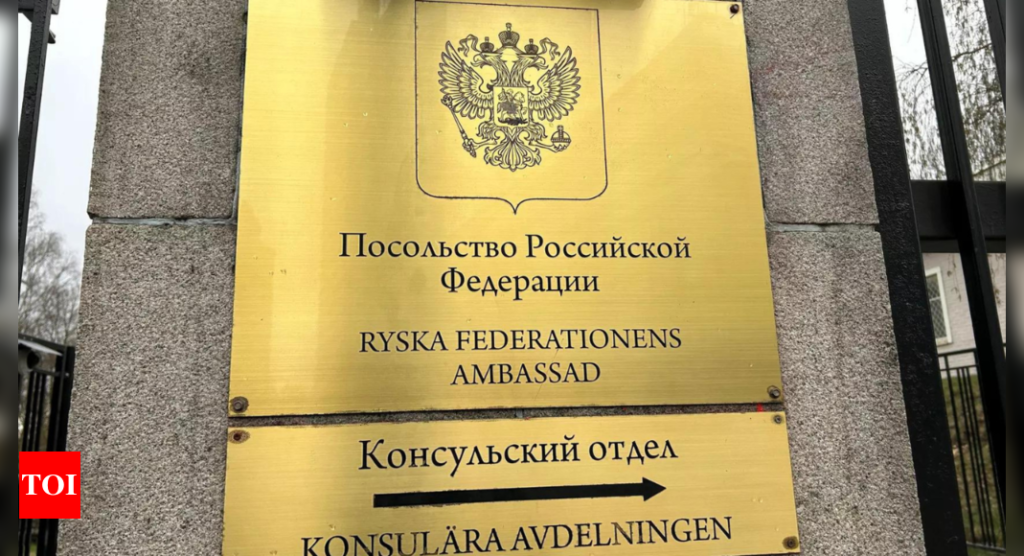 Посольство Российской
Федерации
RYSKA FEDERATIONENS
AMBASSAD
Консульский отдел
KONSULÄRA AVDELNINGEN
TOI